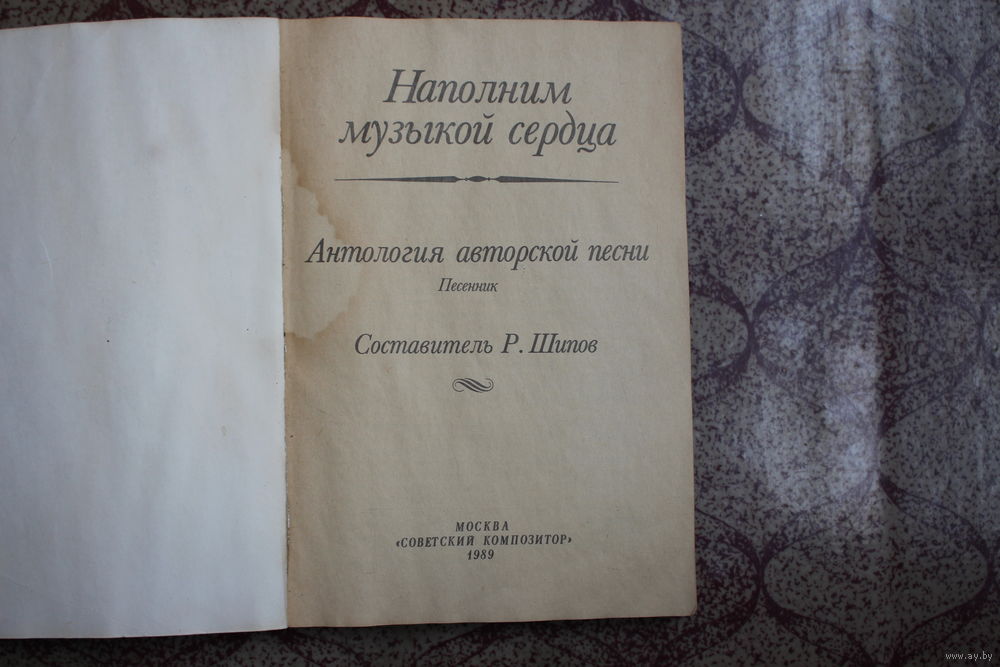 Наполним
музыкой сердца
Антология авторской песни
Песенник
Составитель Р. Шипов
МОСКВА
«СОВЕТСКИЙ КОМПОЗИТОР»
1989
www.ay.by